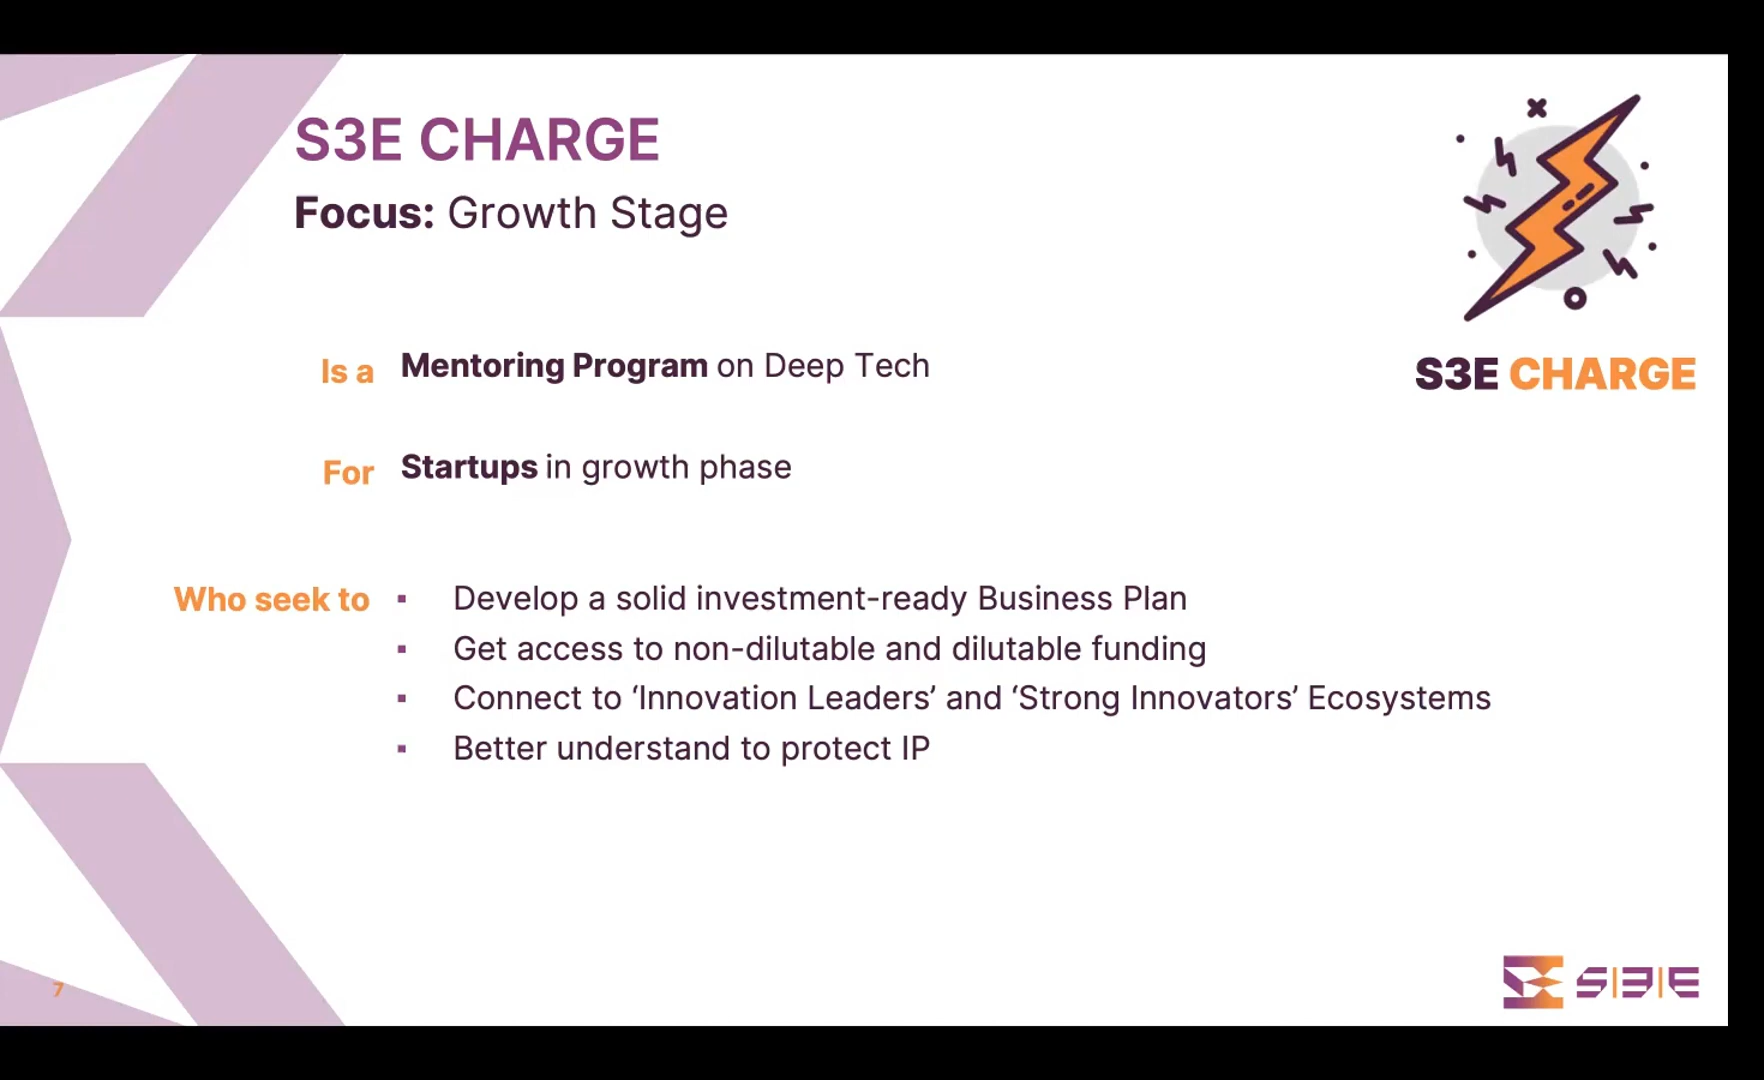 S3E CHARGE
Focus: Growth Stage
S3E CHARGE
Is a Mentoring Program on Deep Tech
For Startups in growth phase
Who seek to ▪ Develop a solid investment-ready Business Plan
▪ Get access to non-dilutable and dilutable funding
▪ Connect to ‘Innovation Leaders’ and ‘Strong Innovators’ Ecosystems
▪ Better understand to protect IP
7
S|3|E